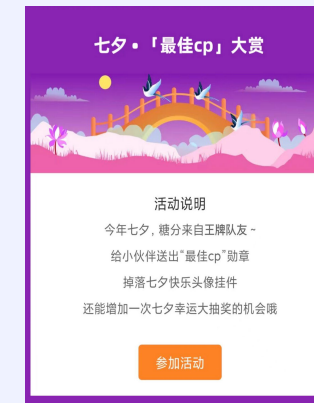 七夕•「最佳cp」大赏
活动说明
今年七夕，糖分来自王牌队友~
给小伙伴送出“最佳cp”勋章
掉落七夕快乐头像挂件
还能增加一次七夕幸运大抽奖的机会哦
参加活动